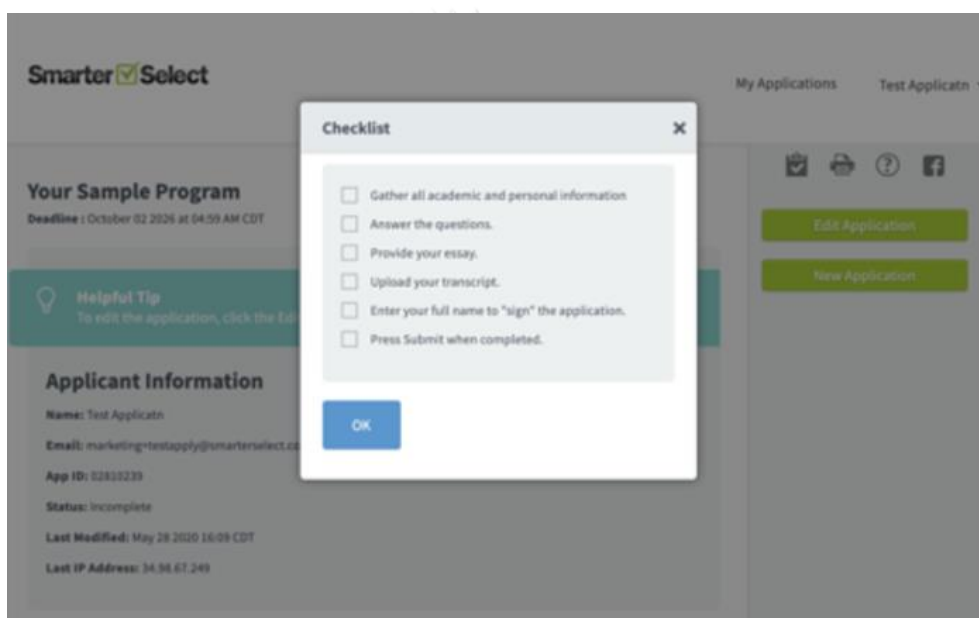 Smarter Select
My Applications
Test Applicatn
Checklist
Gather all academic and personal information
Answer the questions.
Provide your essay.
Upload your transcript.
Enter your full name to "sign" the application.
Press Submit when completed.
OK
Your Sample Program
Deadline : October 02 2026 at 04:59 AM CDT
Helpful Tip
To edit the application, click the
Applicant Information
Name: Test Applicatn
Email: marketing+testapply@smarterselect.co
App ID: 02810239
Status: Incomplete
Last Modified: May 28 2020 16:09 CDT
Last IP Address: 34.98.67.249
Edit Application
New Application